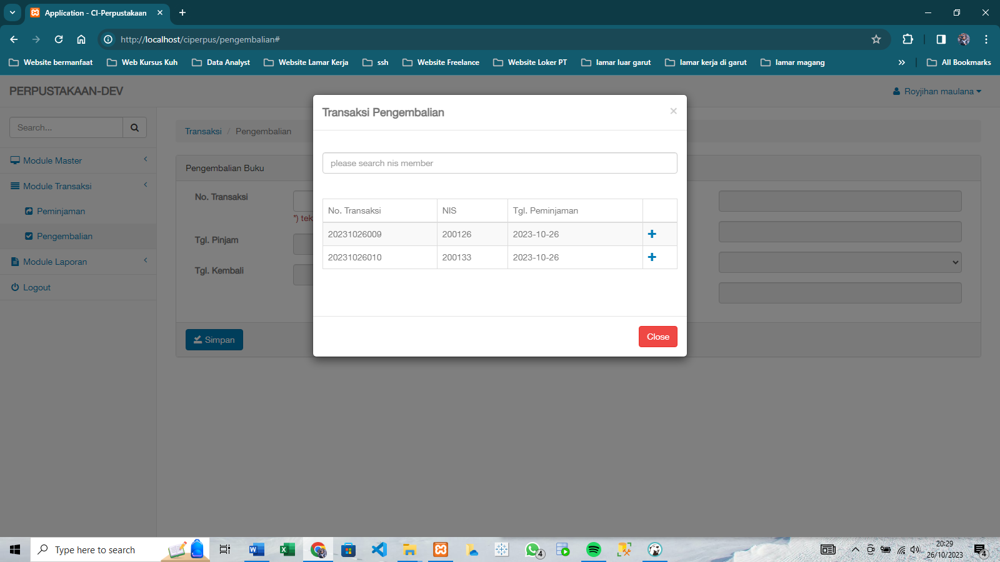 Application - CI-Perpustakaan
http://localhost/ciperpus/pengembalian#
Website bermanfaat
Web Kursus Kuh
Data Analyst
Website Lamar Kerja
ssh
Website Freelance
Website Loker PT
lamar luar garut
lamar kerja di garut
lamar magang
All Bookmarks
PERPUSTAKAAN-DEV
Royjihan maulana
Search...
Module Master
Module Transaksi
Peminjaman
Pengembalian
Module Laporan
Logout
Transaksi / Pengembalian
Pengembalian Buku
No. Transaksi
*) tek
Tgl. Pinjam
Tgl. Kembali
Simpan
Transaksi Pengembalian
×
please search nis member
No. Transaksi NIS Tgl. Peminjaman
20231026009 200126 2023-10-26
20231026010 200133 2023-10-26
Close
Type here to search
4
20:29
26/10/2023
4